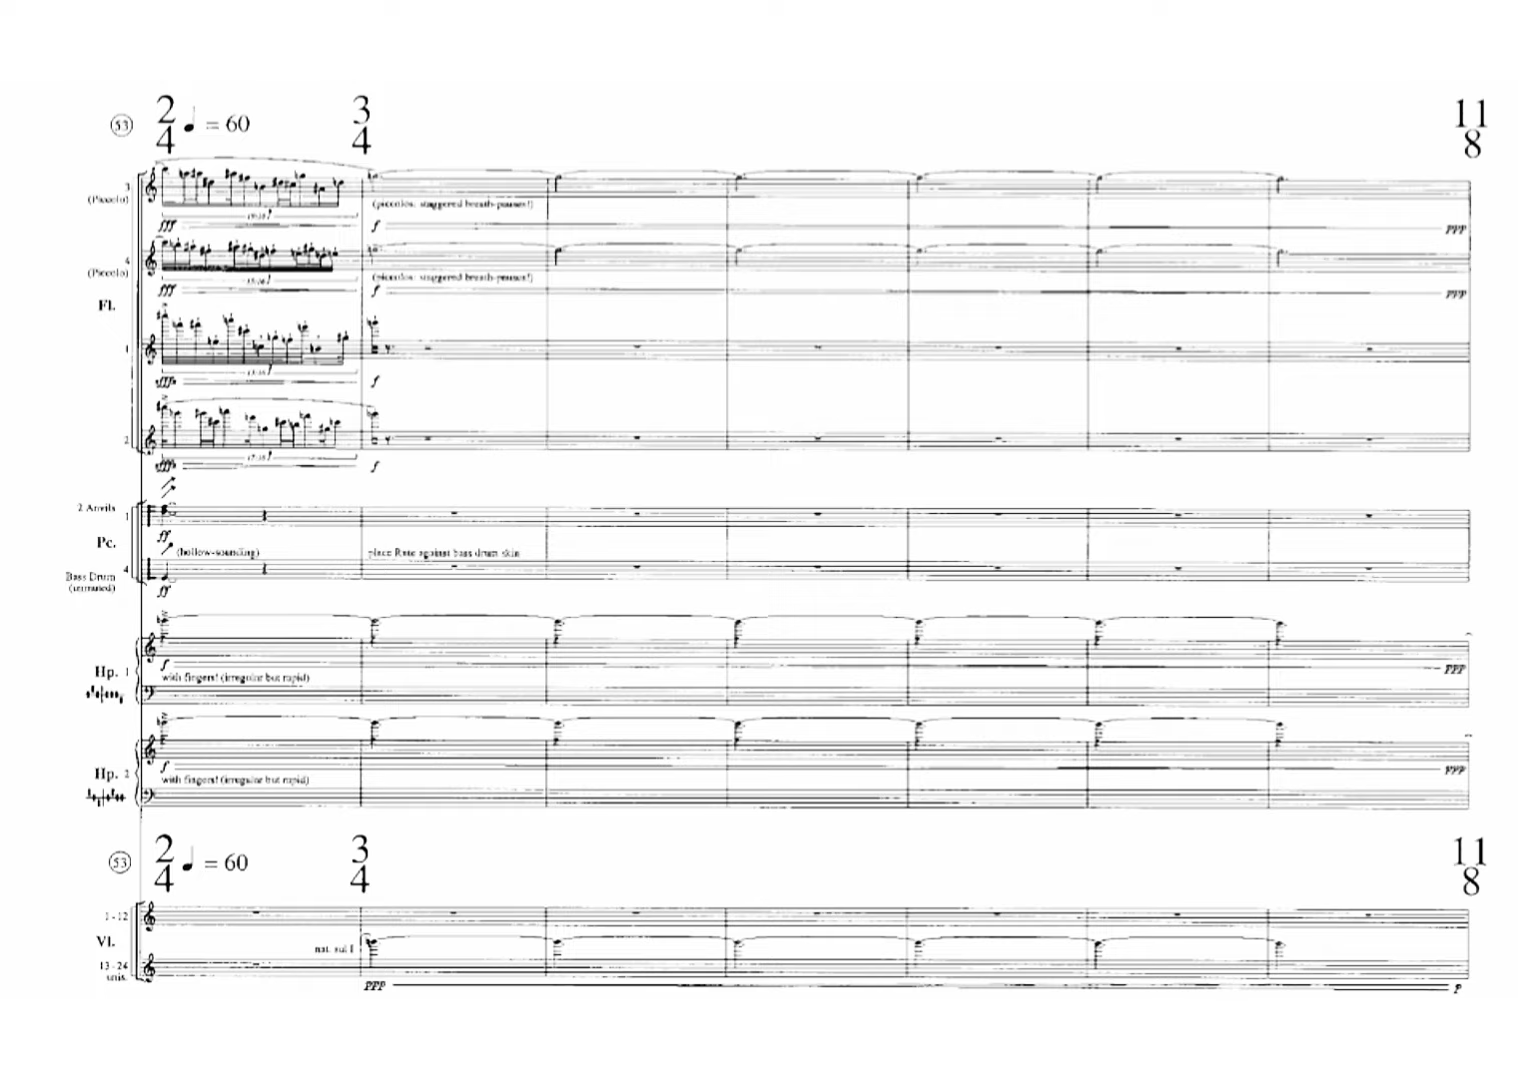 2/4 ♩ = 60 3/4 11/8
53
3
(Piccolo)
(piccolos: staggered breath-pauses!)
fff f ppp
4
(Piccolo)
(piccolos: staggered breath-pauses!)
fff f ppp
Fl.
1
f
2
f
2 Anvils
1
ff
Pc.
(hollow-sounding) place Rute against bass drum skin
4
Bass Drum
(unmuted)
ff
Hp. 1
f ppp
with fingers! (irregular but rapid)
Hp. 2
f ppp
with fingers! (irregular but rapid)
2/4 ♩ = 60 3/4 11/8
53
1 - 12
Vl.
nat. sul I
13 - 24
unis.
ppp p